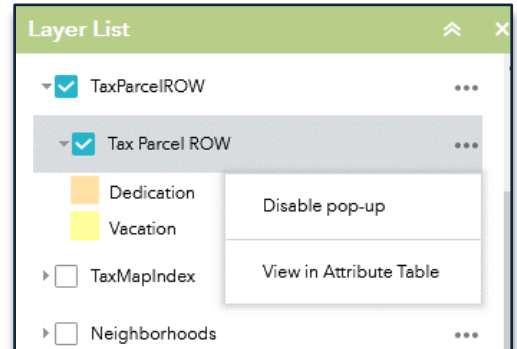 Layer List
TaxParcelROW
Tax Parcel ROW
Dedication
Disable pop-up
Vacation
TaxMapIndex
View in Attribute Table
Neighborhoods